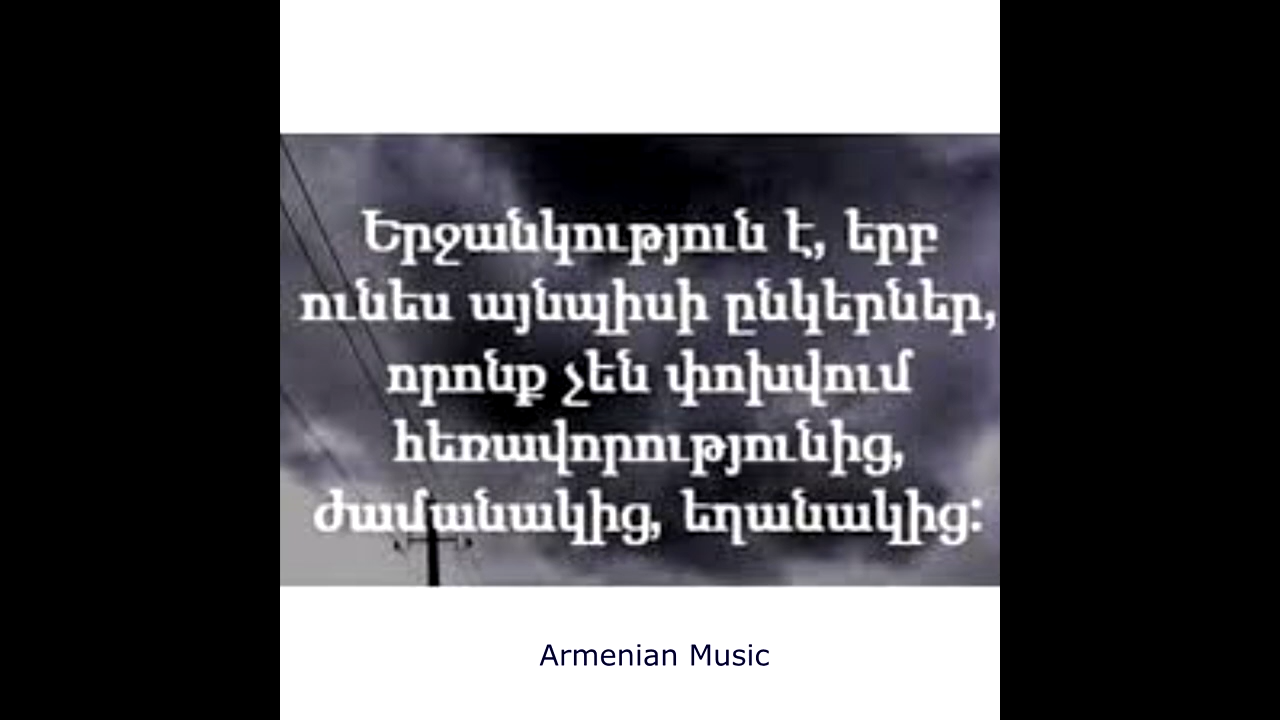 Երջանկություն է, երբ
ունես այնպիսի ընկերներ,
որոնք չեն փոխվում
հեռավորությունից,
ժամանակից, եղանակից:
Armenian Music